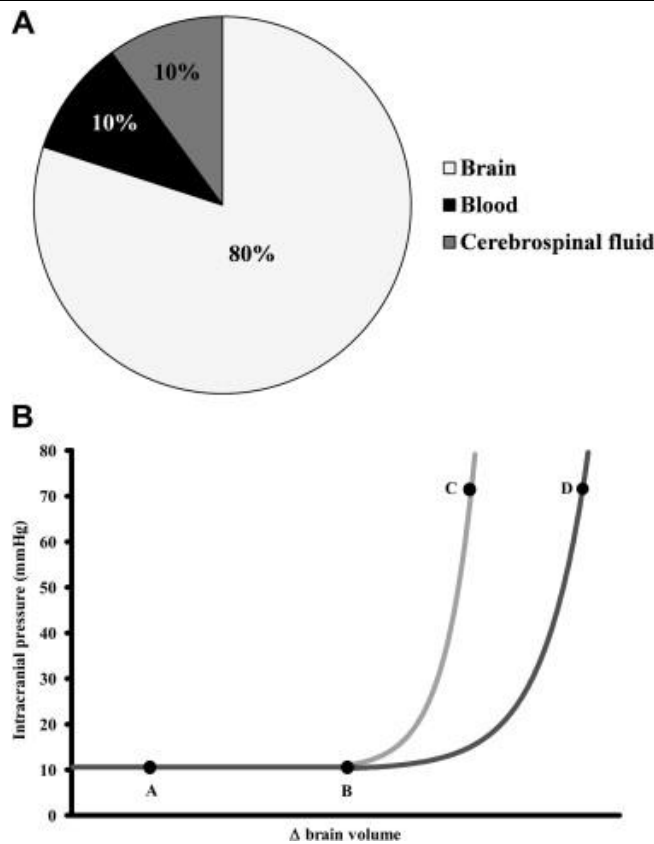 A
10%
10%
80%
Brain
Blood
Cerebrospinal fluid
B
80
70
60
50
40
30
20
10
0
Intracranial pressure (mmHg)
A
B
C
D
Δ brain volume